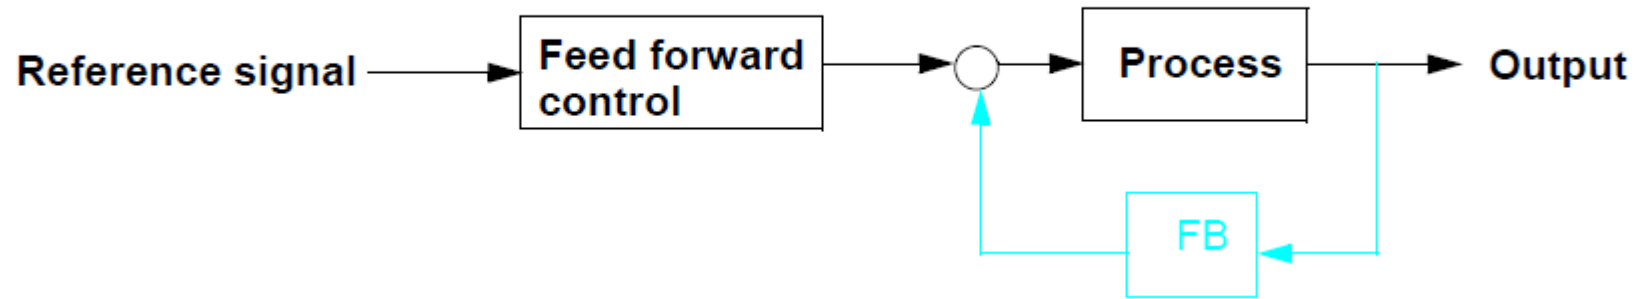 Reference signal
Feed forward
control
Process
Output
FB